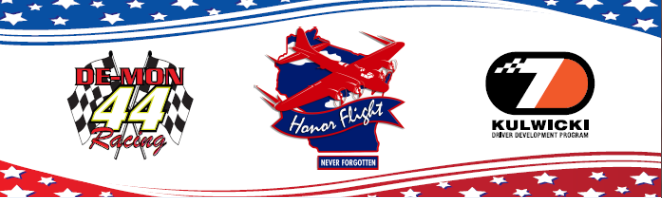 DE-MON
44
Racing
Honor Flight
NEVER FORGOTTEN
7
KULWICKI
DRIVER DEVELOPMENT PROGRAM